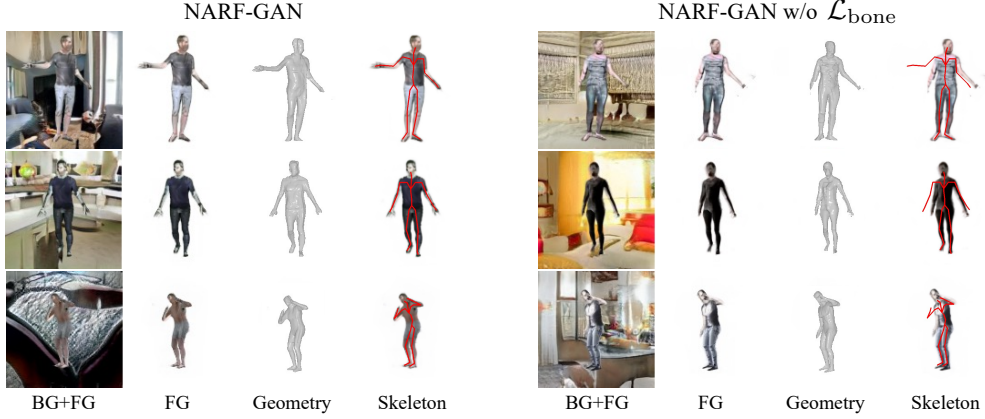 NARF-GAN
NARF-GAN w/o ℒbone
BG+FG FG Geometry Skeleton
BG+FG FG Geometry Skeleton